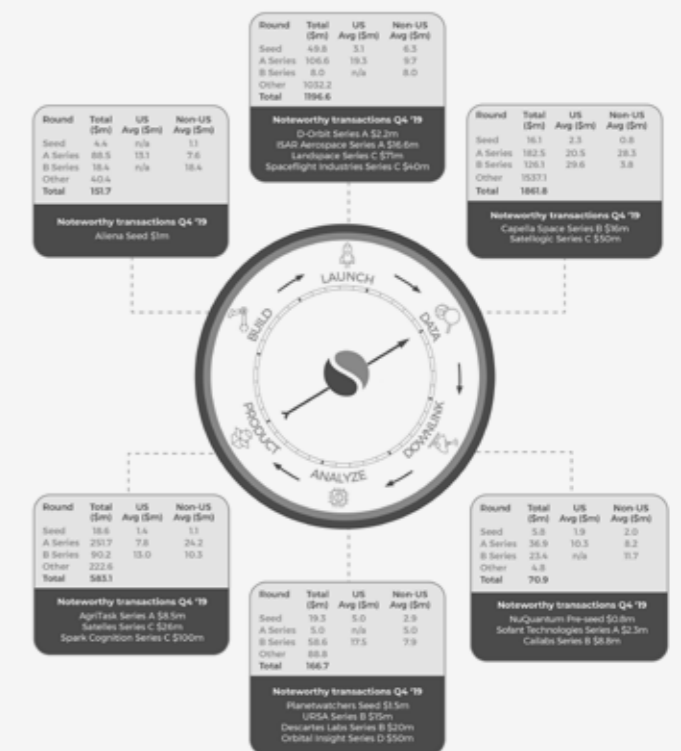 Round Total ($m) US Avg ($m) Non-US Avg ($m)
Seed 49.8 3.1 6.3
A Series 106.6 19.3 9.7
B Series 8.0 n/a 8.0
Other 1032.2
Total 1196.6
Noteworthy transactions Q4 '19
D-Orbit Series A $2.2m
ISAR Aerospace Series A $16.6m
Landspace Series C $71m
Spaceflight Industries Series C $40m
Round Total ($m) US Avg ($m) Non-US Avg ($m)
Seed 4.4 n/a 1.1
A Series 88.5 13.1 7.6
B Series 18.4 n/a 18.4
Other 40.4
Total 151.7
Noteworthy transactions Q4 '19
Aliena Seed $1m
Round Total ($m) US Avg ($m) Non-US Avg ($m)
Seed 16.1 2.3 0.8
A Series 182.5 20.5 28.3
B Series 126.1 29.6 3.8
Other 1537.1
Total 1861.8
Noteworthy transactions Q4 '19
Capella Space Series B $16m
Satellogic Series C $50m
LAUNCH
BUILD
DATA
PRODUCT
DOWNLINK
ANALYZE
Round Total ($m) US Avg ($m) Non-US Avg ($m)
Seed 18.6 1.4 1.1
A Series 251.7 7.8 24.2
B Series 90.2 13.0 10.3
Other 222.6
Total 583.1
Noteworthy transactions Q4 '19
AgriTask Series A $8.5m
Satelles Series C $26m
Spark Cognition Series C $100m
Round Total ($m) US Avg ($m) Non-US Avg ($m)
Seed 5.8 1.9 2.0
A Series 36.9 10.3 8.2
B Series 23.4 n/a 11.7
Other 4.8
Total 70.9
Noteworthy transactions Q4 '19
NuQuantum Pre-seed $0.8m
Sofant Technologies Series A $2.3m
Cailabs Series B $8.8m
Round Total ($m) US Avg ($m) Non-US Avg ($m)
Seed 19.3 5.0 2.9
A Series 5.0 n/a 5.0
B Series 58.6 17.5 7.9
Other 88.8
Total 166.7
Noteworthy transactions Q4 '19
Planetwatchers Seed $3.5m
URSA Series B $15m
Descartes Labs Series B $20m
Orbital Insight Series D $50m